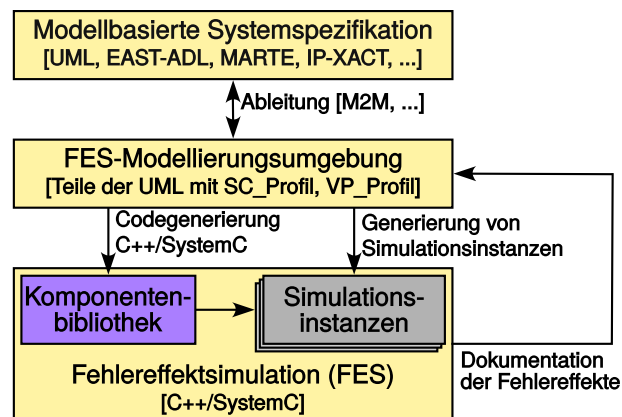 Modellbasierte Systemspezifikation
[UML, EAST-ADL, MARTE, IP-XACT, ...]
Ableitung [M2M, ...]
FES-Modellierungsumgebung
[Teile der UML mit SC_Profil, VP_Profil]
Codegenerierung
C++/SystemC
Generierung von
Simulationsinstanzen
Komponenten-
bibliothek
Simulations-
instanzen
Fehlereffektsimulation (FES)
[C++/SystemC]
Dokumentation
der Fehlereffekte